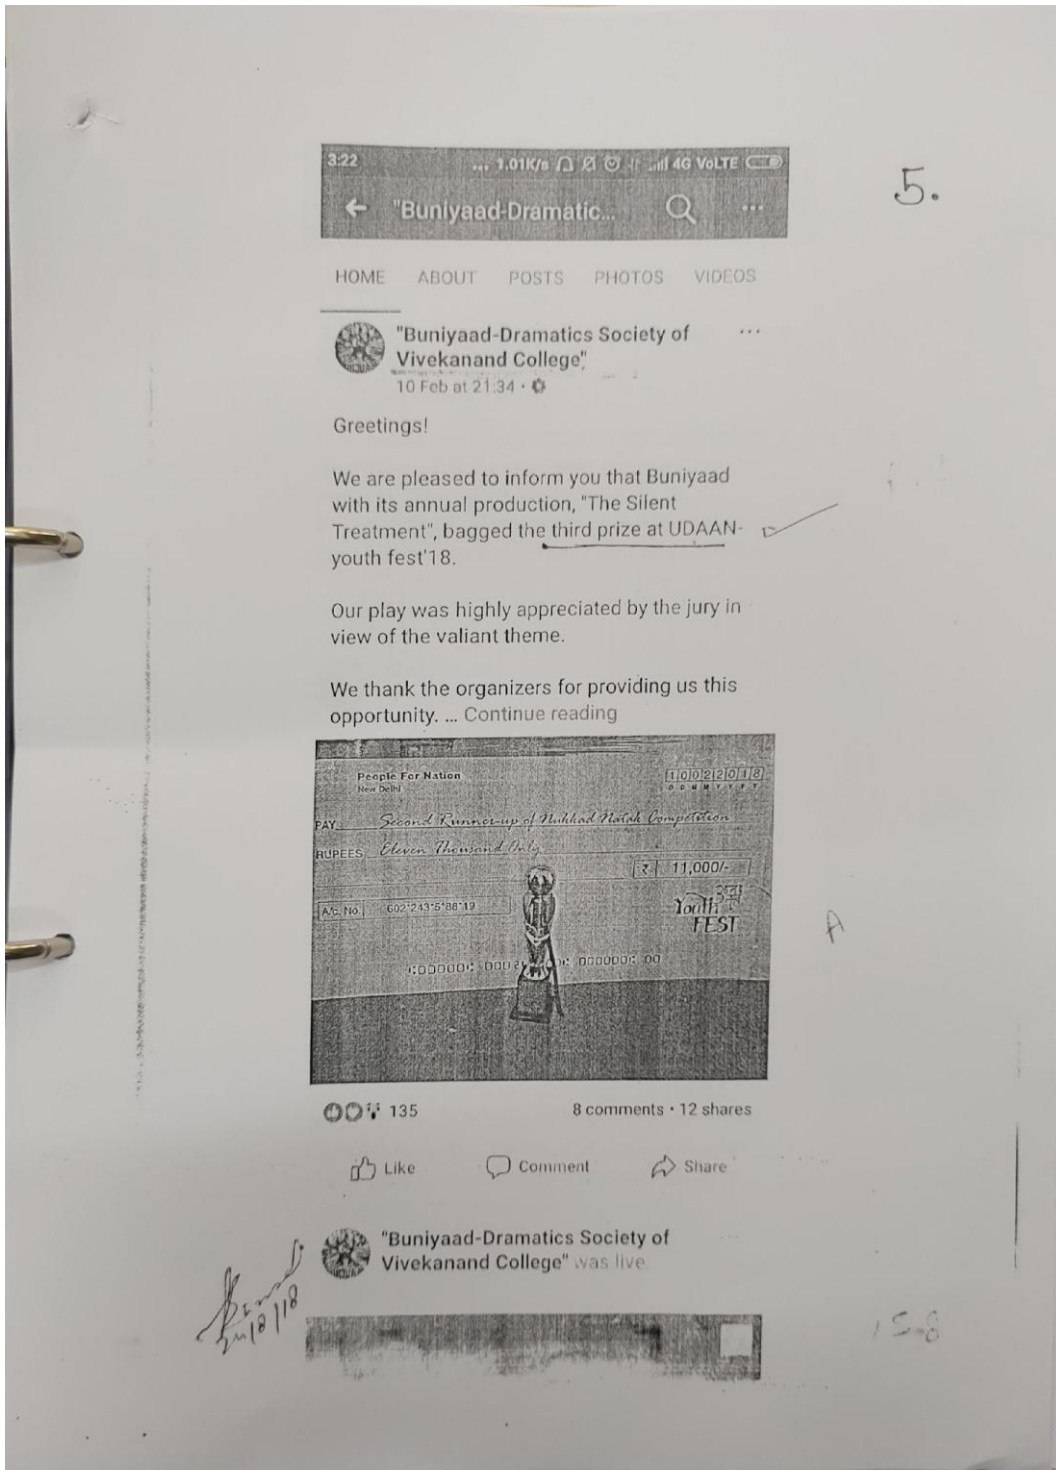 3:22 ... 1.01K/s 4G VoLTE
5.
"Buniyaad-Dramatic... ...
HOME ABOUT POSTS PHOTOS VIDEOS
"Buniyaad-Dramatics Society of ...
Vivekanand College"
10 Feb at 21:34 ·
Greetings!
We are pleased to inform you that Buniyaad
with its annual production, "The Silent
Treatment", bagged the third prize at UDAAN-
youth fest'18.
Our play was highly appreciated by the jury in
view of the valiant theme.
We thank the organizers for providing us this
opportunity. ... Continue reading
People For Nation
New Delhi
10022018
D D M M Y Y Y Y
PAY Second Runner-up of Nukkad Natak Competition
RUPEES Eleven Thousand Only
₹ 11,000/-
A/c. No. 602*243*5*88*19
Youth
FEST
A
135 8 comments · 12 shares
Like Comment Share
"Buniyaad-Dramatics Society of
Vivekanand College" was live